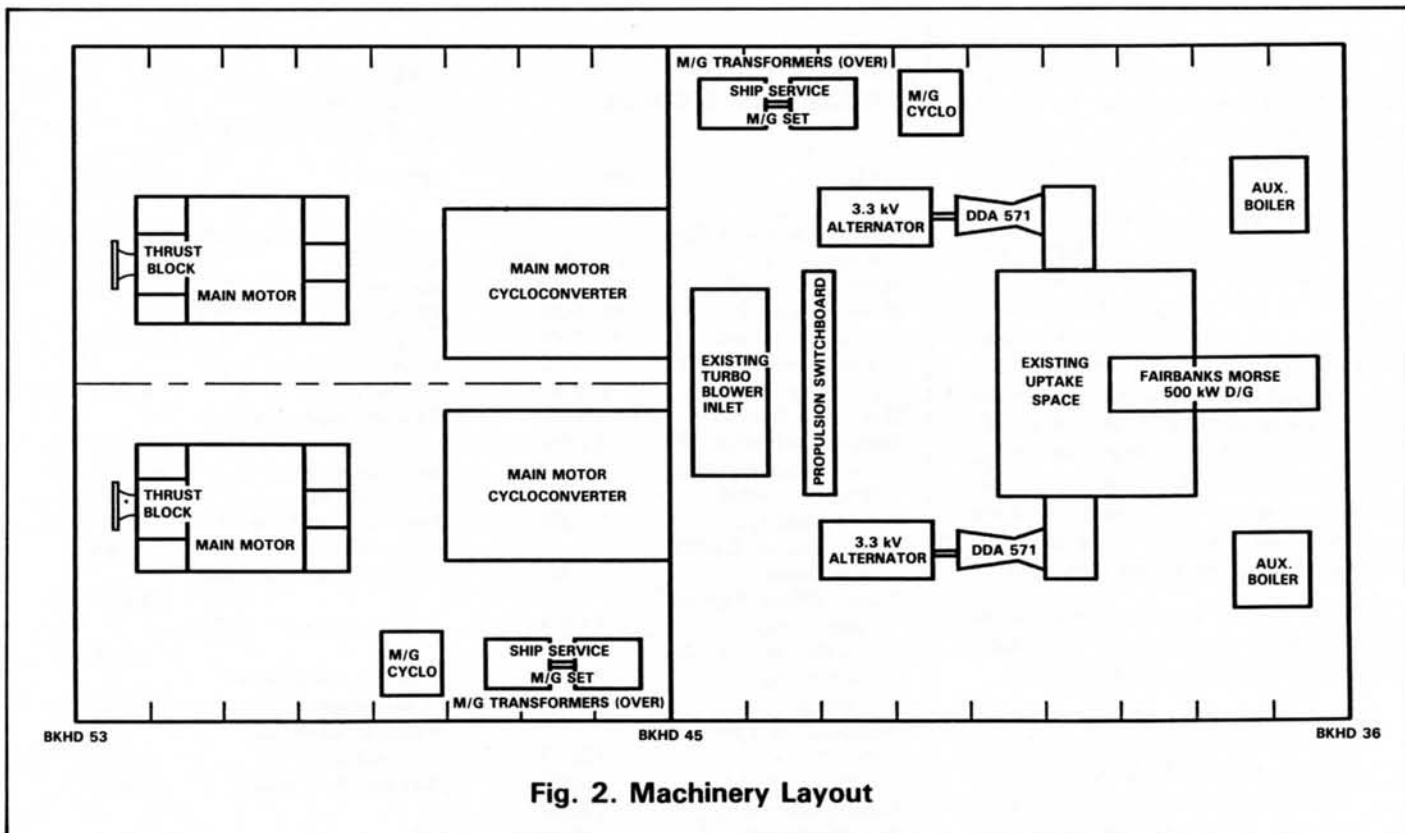 M/G TRANSFORMERS (OVER)
SHIP SERVICE
M/G SET
M/G
CYCLO
AUX.
BOILER
3.3 kV
ALTERNATOR
DDA 571
THRUST
BLOCK
MAIN MOTOR
MAIN MOTOR
CYCLOCONVERTER
EXISTING
TURBO
BLOWER
INLET
PROPULSION SWITCHBOARD
EXISTING
UPTAKE
SPACE
FAIRBANKS MORSE
500 kW D/G
THRUST
BLOCK
MAIN MOTOR
MAIN MOTOR
CYCLOCONVERTER
3.3 kV
ALTERNATOR
DDA 571
AUX.
BOILER
M/G
CYCLO
SHIP SERVICE
M/G SET
M/G TRANSFORMERS (OVER)
BKHD 53
BKHD 45
BKHD 36
Fig. 2. Machinery Layout